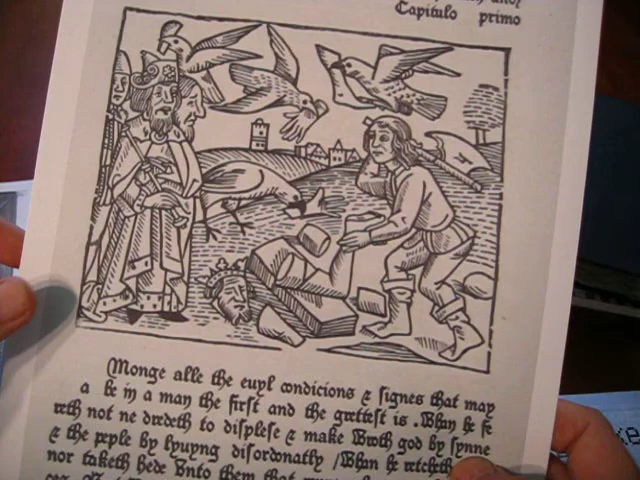 Capitulo primo
Monge alle the euyl condicions & signes that may
a be in a man the first and the grettest is . Whan he fe
reth not ne dredeth to displese & make wroth god by synne
& the peple by lyuyng disordonatly / Whan he retcheth
nor taketh hede vnto them that